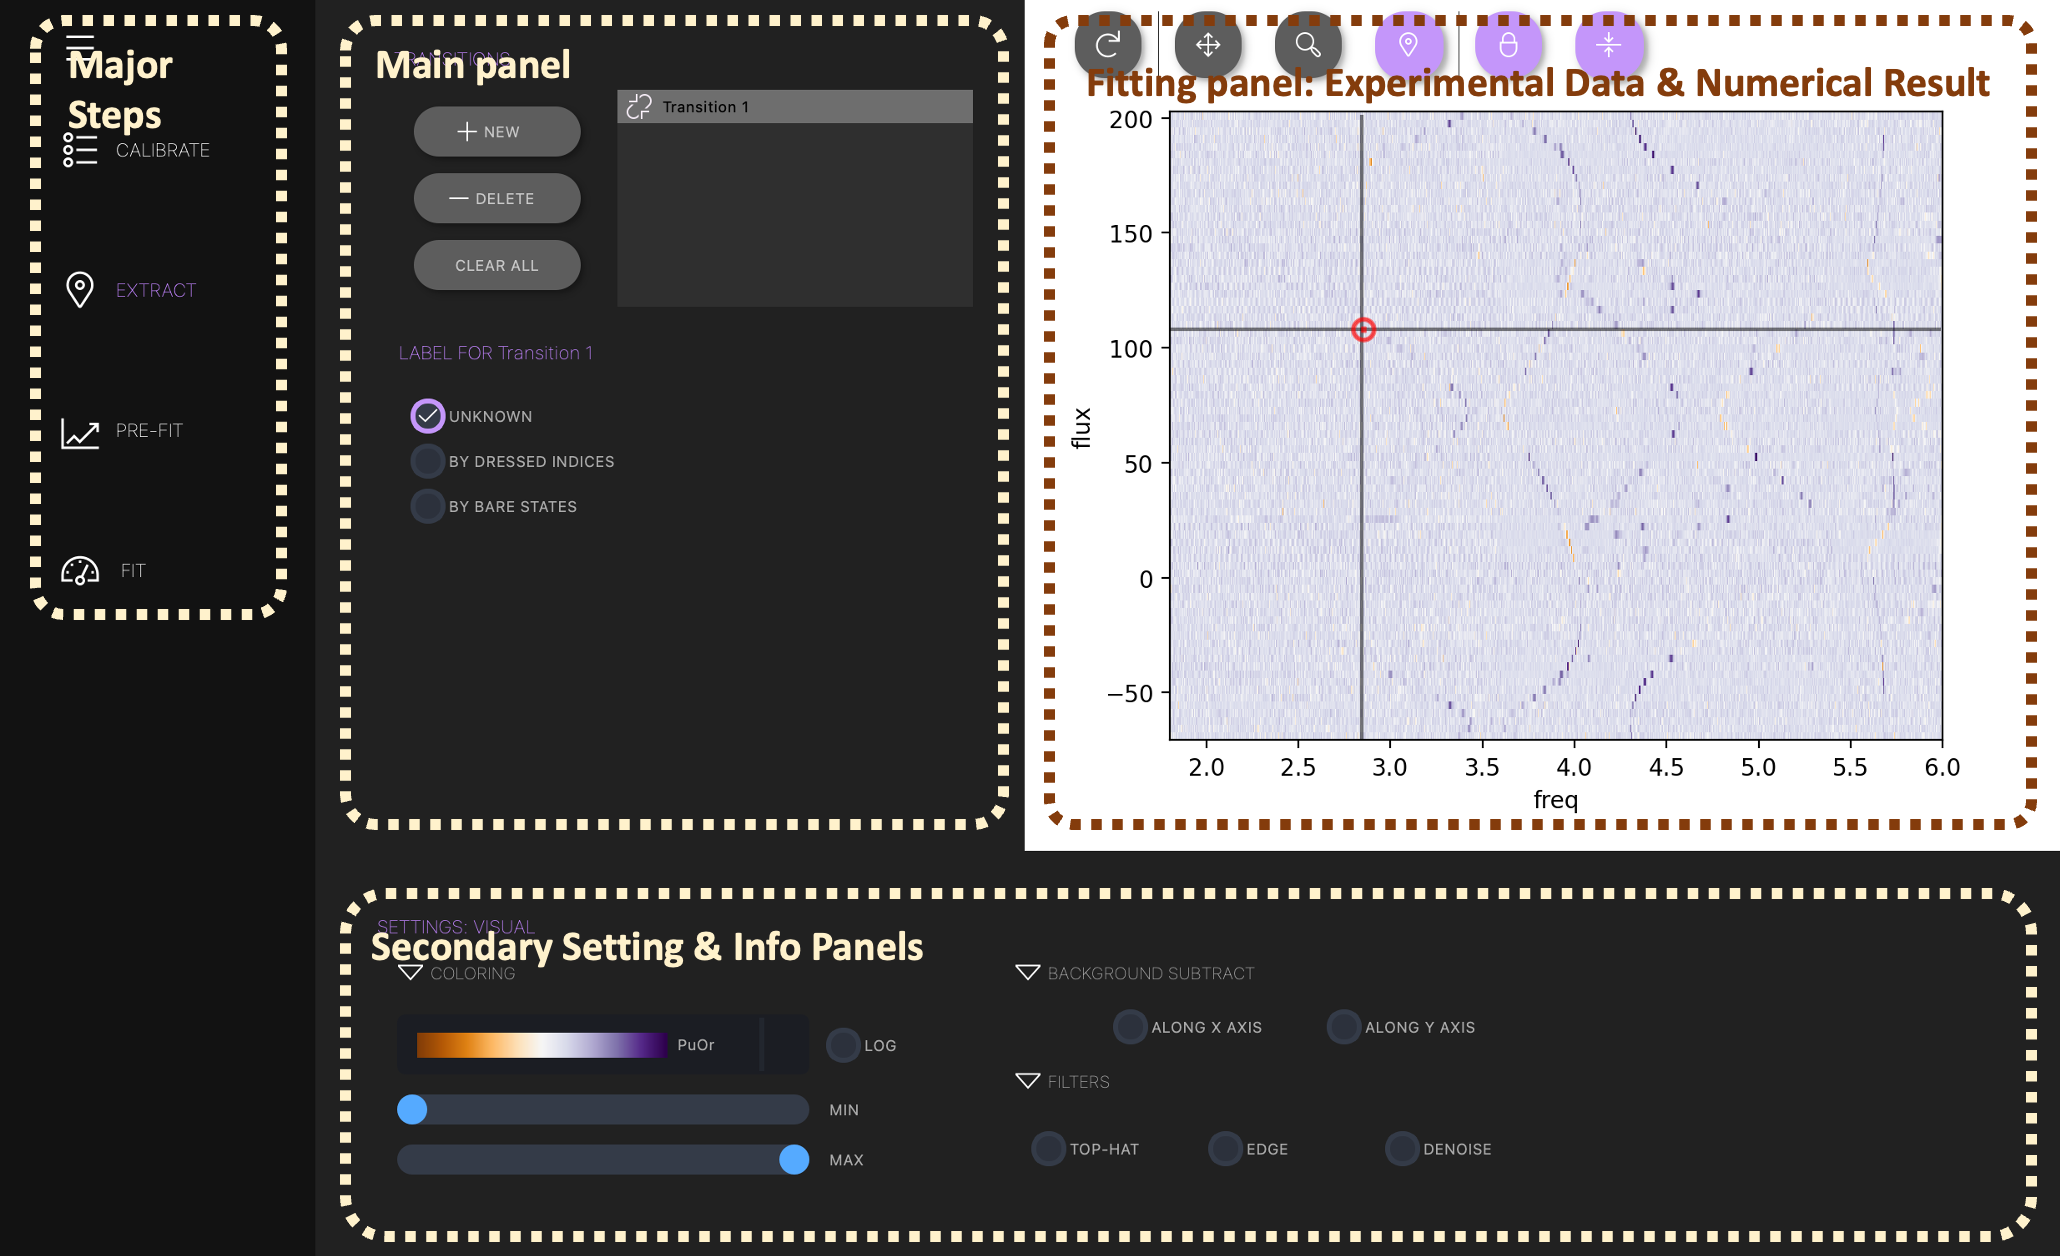 Major
Steps
CALIBRATE
EXTRACT
PRE-FIT
FIT
TRANSITIONS
Main panel
NEW
DELETE
CLEAR ALL
Transition 1
LABEL FOR Transition 1
UNKNOWN
BY DRESSED INDICES
BY BARE STATES
Fitting panel: Experimental Data & Numerical Result
200
150
100
50
0
−50
flux
2.0 2.5 3.0 3.5 4.0 4.5 5.0 5.5 6.0
freq
SETTINGS: VISUAL
Secondary Setting & Info Panels
COLORING
PuOr
LOG
MIN
MAX
BACKGROUND SUBTRACT
ALONG X AXIS
ALONG Y AXIS
FILTERS
TOP-HAT
EDGE
DENOISE